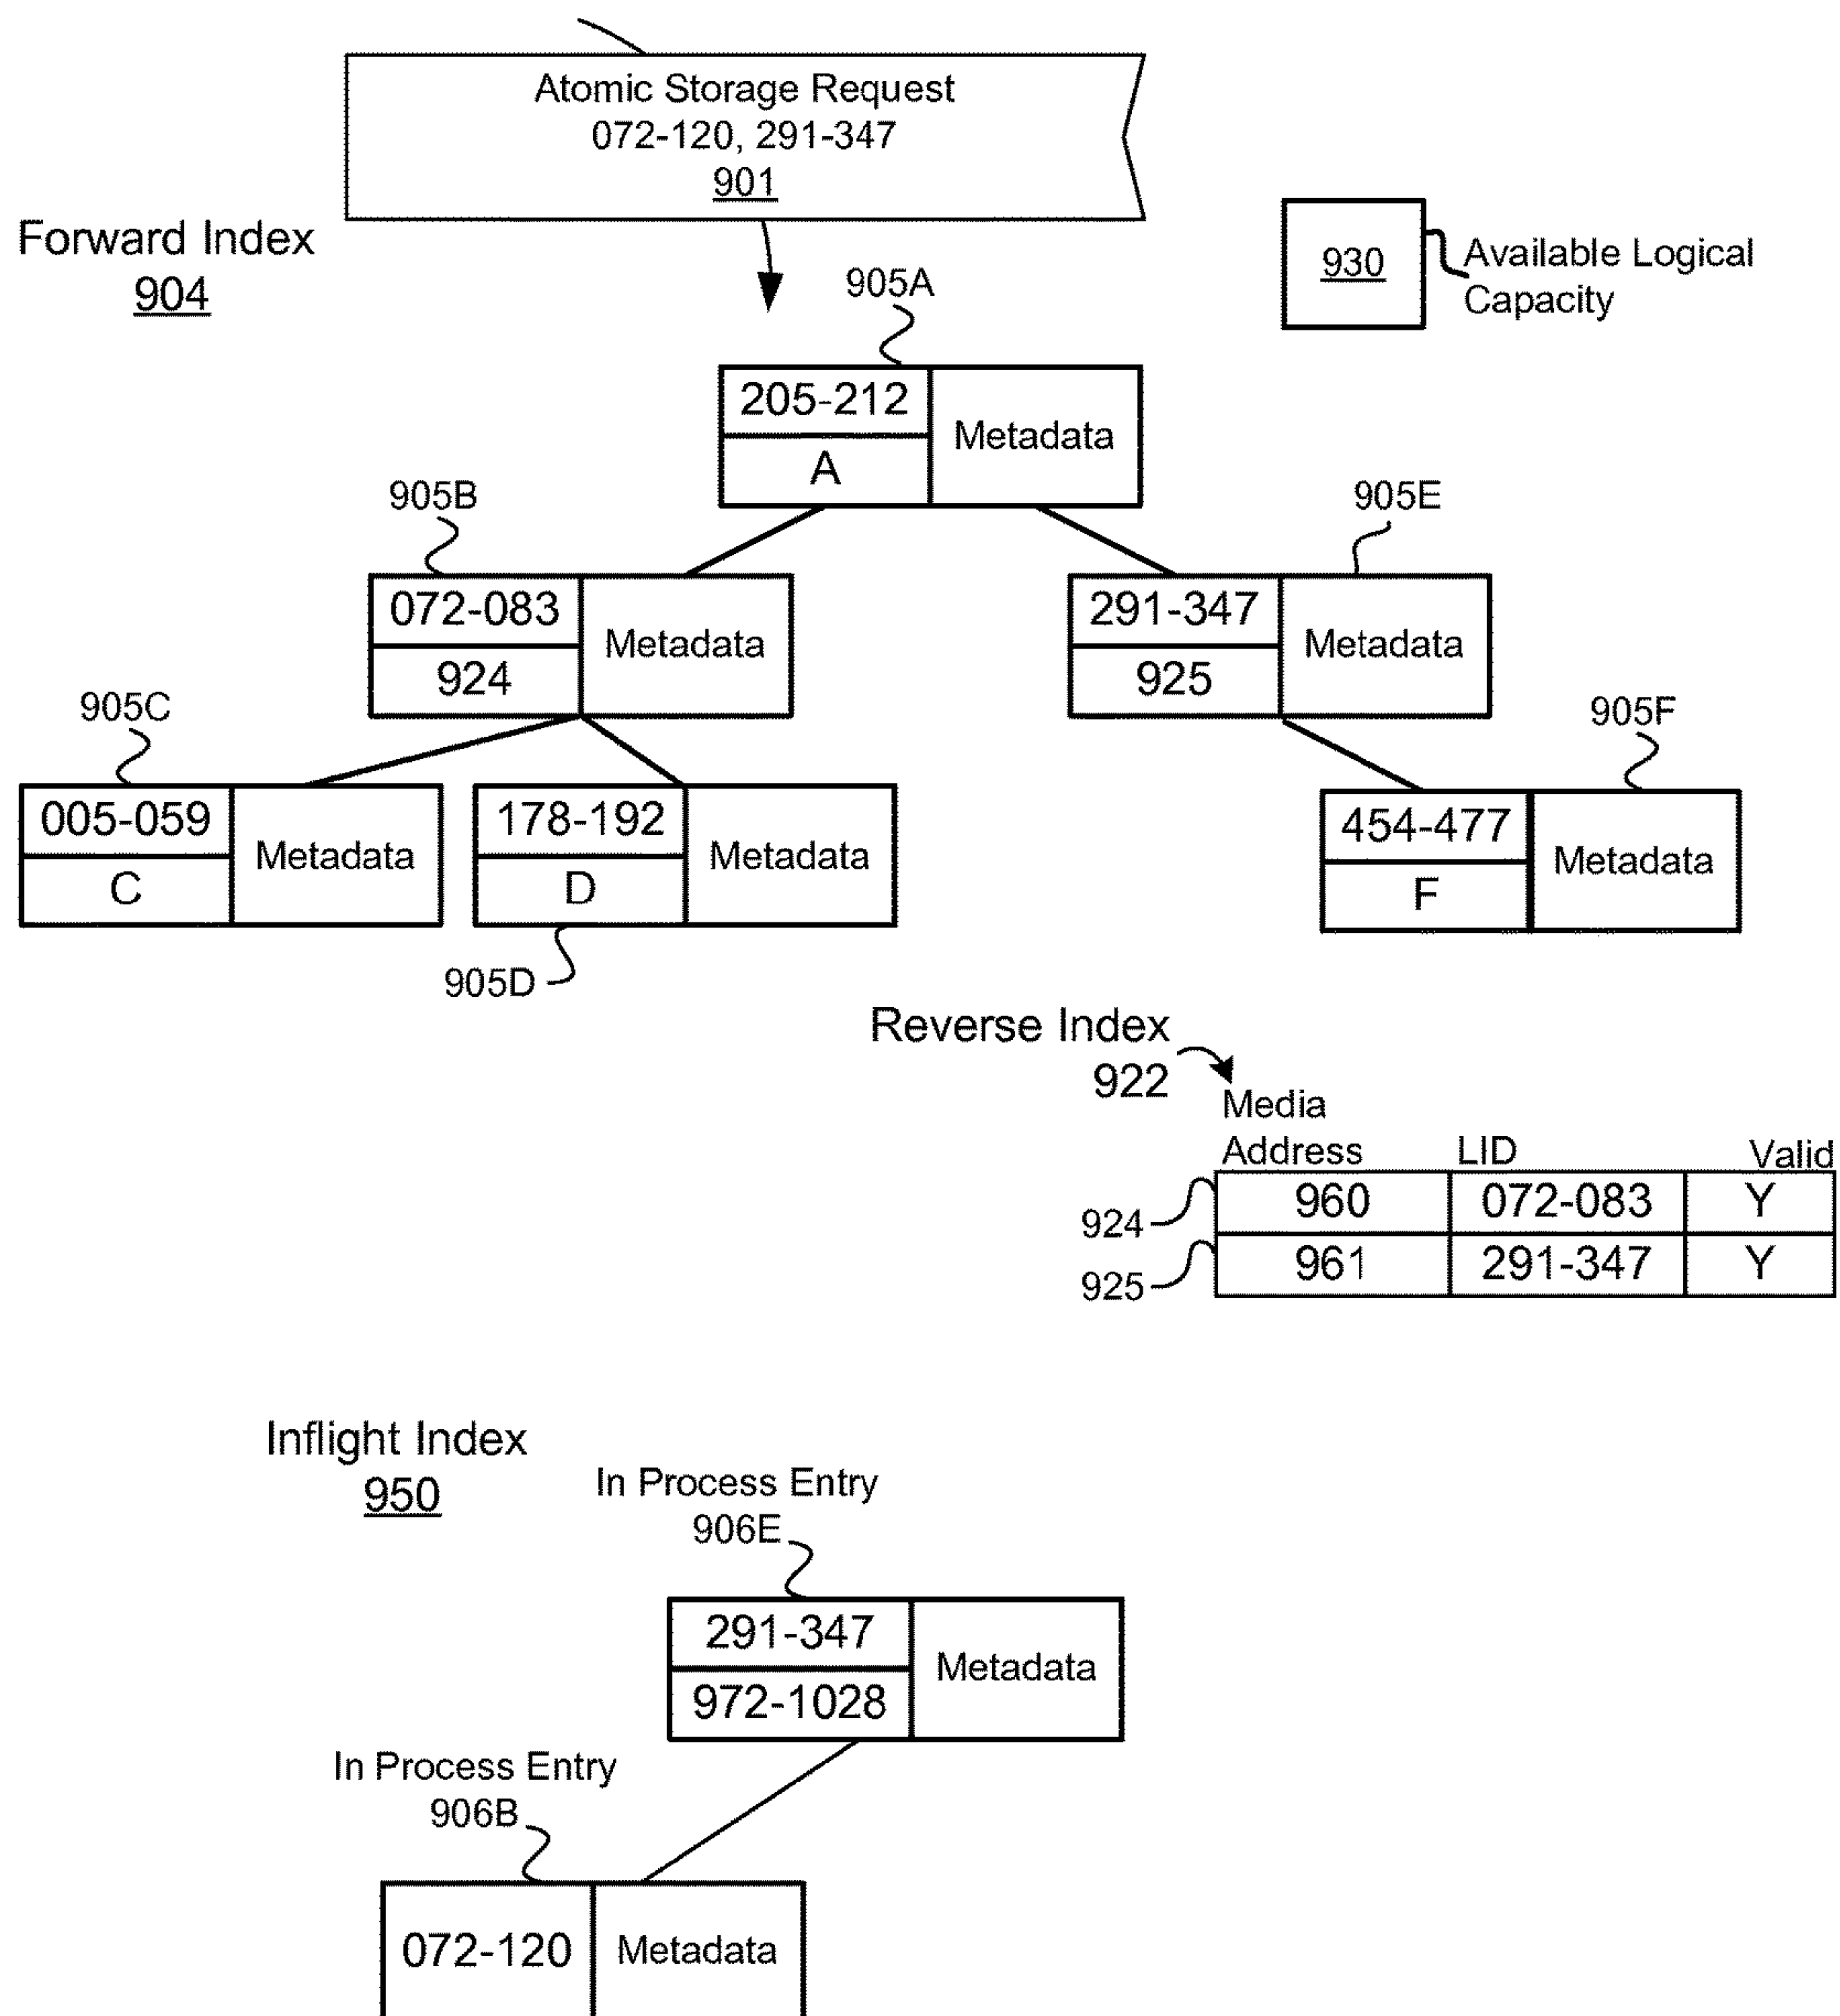 Atomic Storage Request
072-120, 291-347
901
Forward Index
904
930
Available Logical
Capacity
905A
205-212
Metadata
A
905B
072-083
Metadata
924
905E
291-347
Metadata
925
905C
005-059
Metadata
C
178-192
Metadata
D
905D
905F
454-477
Metadata
F
Reverse Index
922
Media
Address LID Valid
924 960 072-083 Y
925 961 291-347 Y
Inflight Index
950
In Process Entry
906E
291-347
Metadata
972-1028
In Process Entry
906B
072-120 Metadata